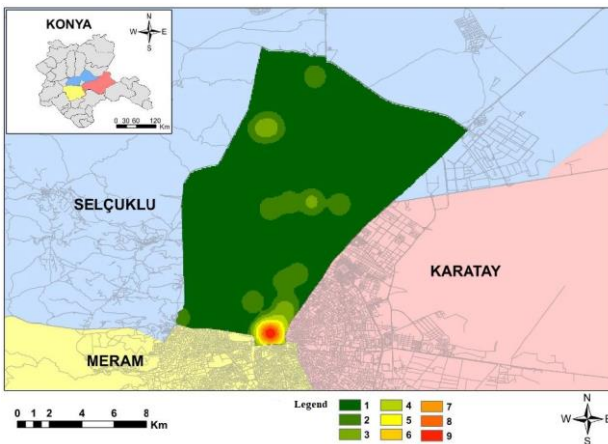 KONYA
N
W E
S
0 30 60 120
Km
SELÇUKLU
KARATAY
MERAM
Legend
1 4 7
2 5 8
3 6 9
0 1 2 4 6 8
Km
N
W E
S